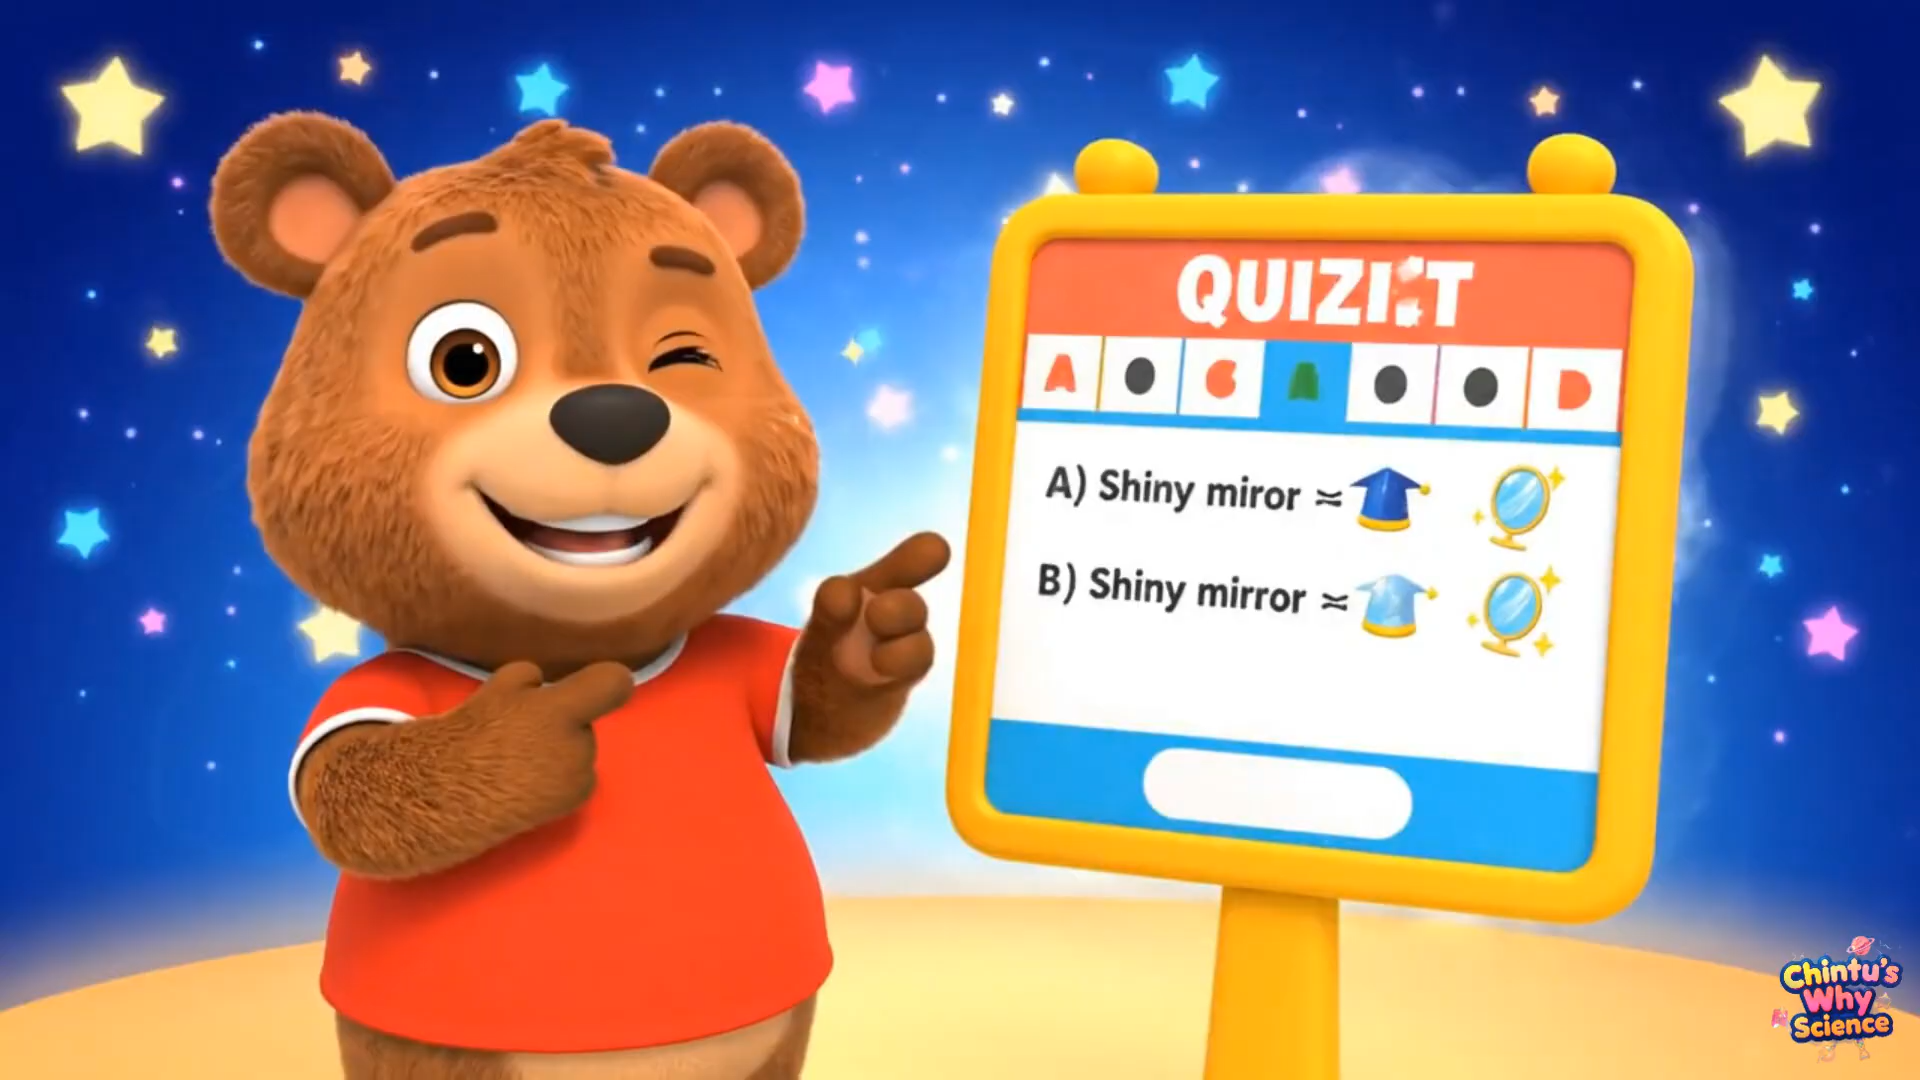 A C A D
A) Shiny miror ≍
B) Shiny mirror ≍
Chintu's
Why
Science